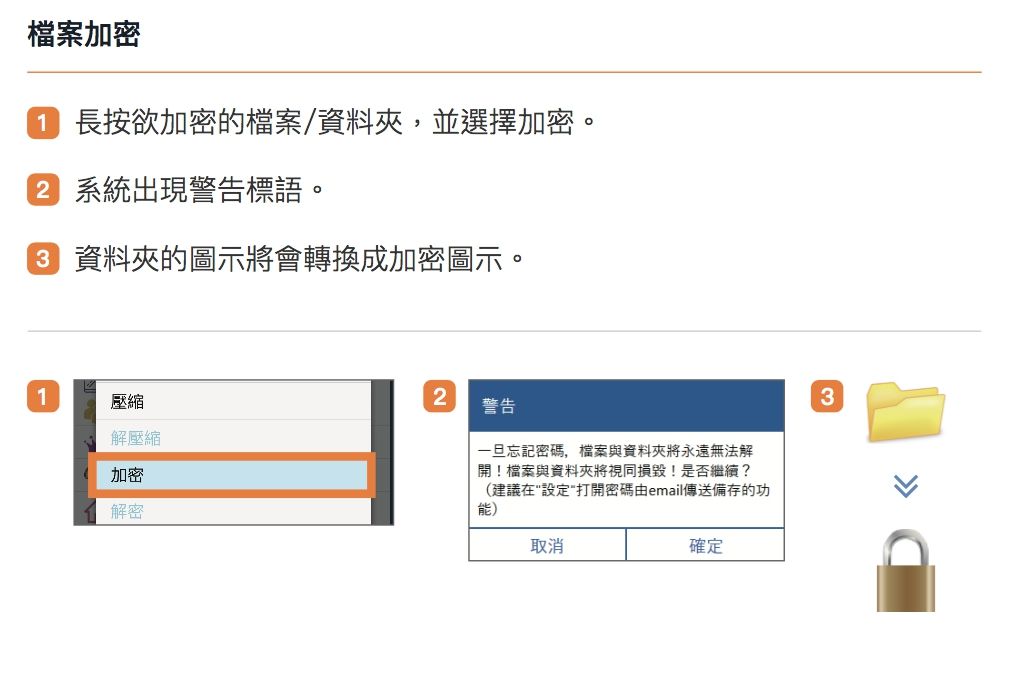 檔案加密
1 長按欲加密的檔案/資料夾，並選擇加密。
2 系統出現警告標語。
3 資料夾的圖示將會轉換成加密圖示。
1
壓縮
解壓縮
加密
解密
2
警告
一旦忘記密碼，檔案與資料夾將永遠無法解
開！檔案與資料夾將視同損毀！是否繼續？
（建議在"設定"打開密碼由email傳送備存的功
能）
取消 確定
3